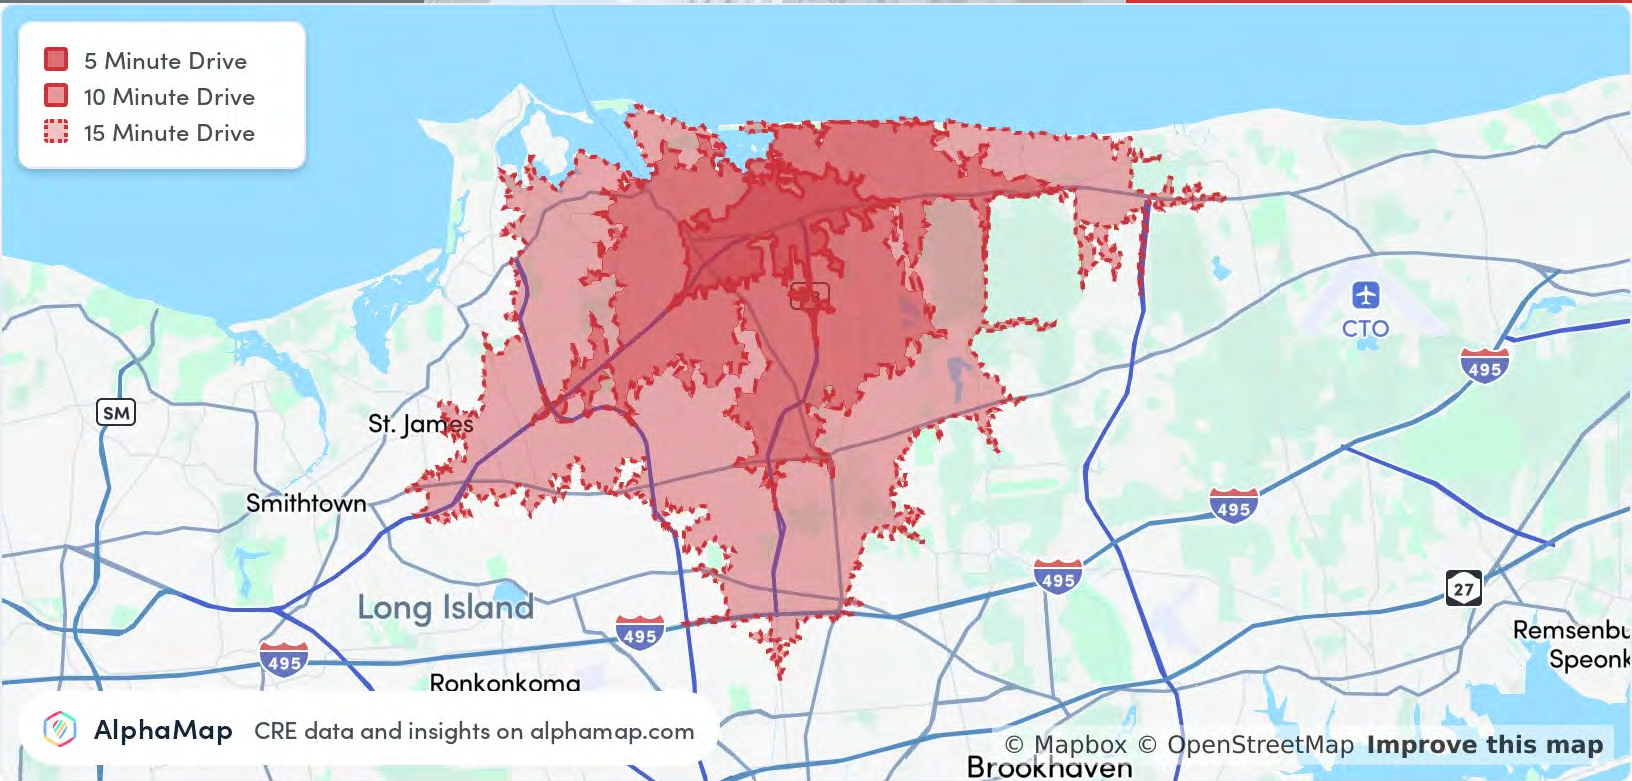 5 Minute Drive
10 Minute Drive
15 Minute Drive
CTO
495
SM
St. James
Smithtown
495
495
27
Long Island
495
Remsenbu
495
Speonk
Ronkonkoma
AlphaMap CRE data and insights on alphamap.com
© Mapbox © OpenStreetMap Improve this map
Brookhaven